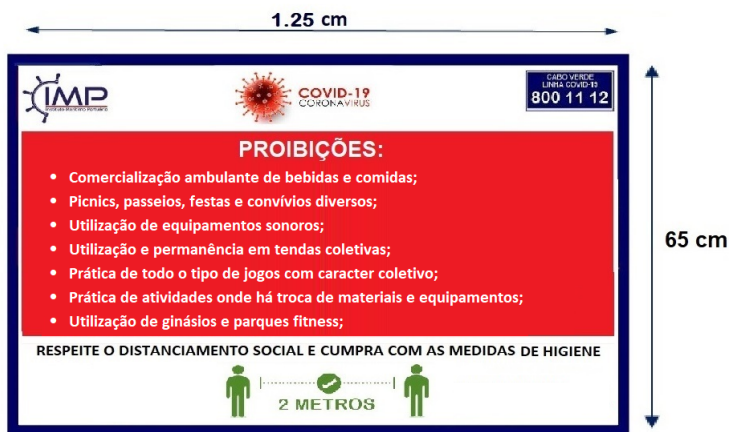 1.25 cm
IMP
Instituto Marítimo Portuário
COVID-19
CORONAVIRUS
CABO VERDE
LINHA COVID-19
800 11 12
PROIBIÇÕES:
• Comercialização ambulante de bebidas e comidas;
• Picnics, passeios, festas e convívios diversos;
• Utilização de equipamentos sonoros;
• Utilização e permanência em tendas coletivas;
• Prática de todo o tipo de jogos com caracter coletivo;
• Prática de atividades onde há troca de materiais e equipamentos;
• Utilização de ginásios e parques fitness;
65 cm
RESPEITE O DISTANCIAMENTO SOCIAL E CUMPRA COM AS MEDIDAS DE HIGIENE
2 METROS